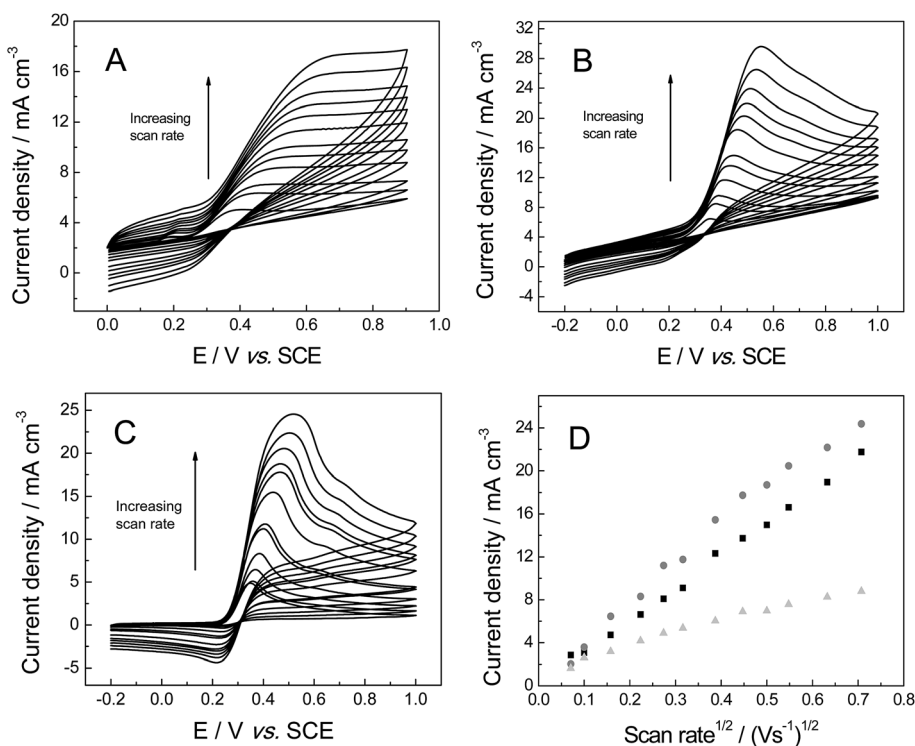 A
Increasing
scan rate
Current density / mA cm⁻³
20
16
12
8
4
0
0.0 0.2 0.4 0.6 0.8 1.0
E / V vs. SCE
B
Increasing
scan rate
Current density / mA cm⁻³
32
28
24
20
16
12
8
4
0
-4
-0.2 0.0 0.2 0.4 0.6 0.8 1.0
E / V vs. SCE
C
Increasing
scan rate
Current density / mA cm⁻³
25
20
15
10
5
0
-5
-0.2 0.0 0.2 0.4 0.6 0.8 1.0
E / V vs. SCE
D
Current density / mA cm⁻³
24
20
16
12
8
4
0
0.0 0.1 0.2 0.3 0.4 0.5 0.6 0.7 0.8
Scan rate¹/² / (Vs⁻¹)¹/²